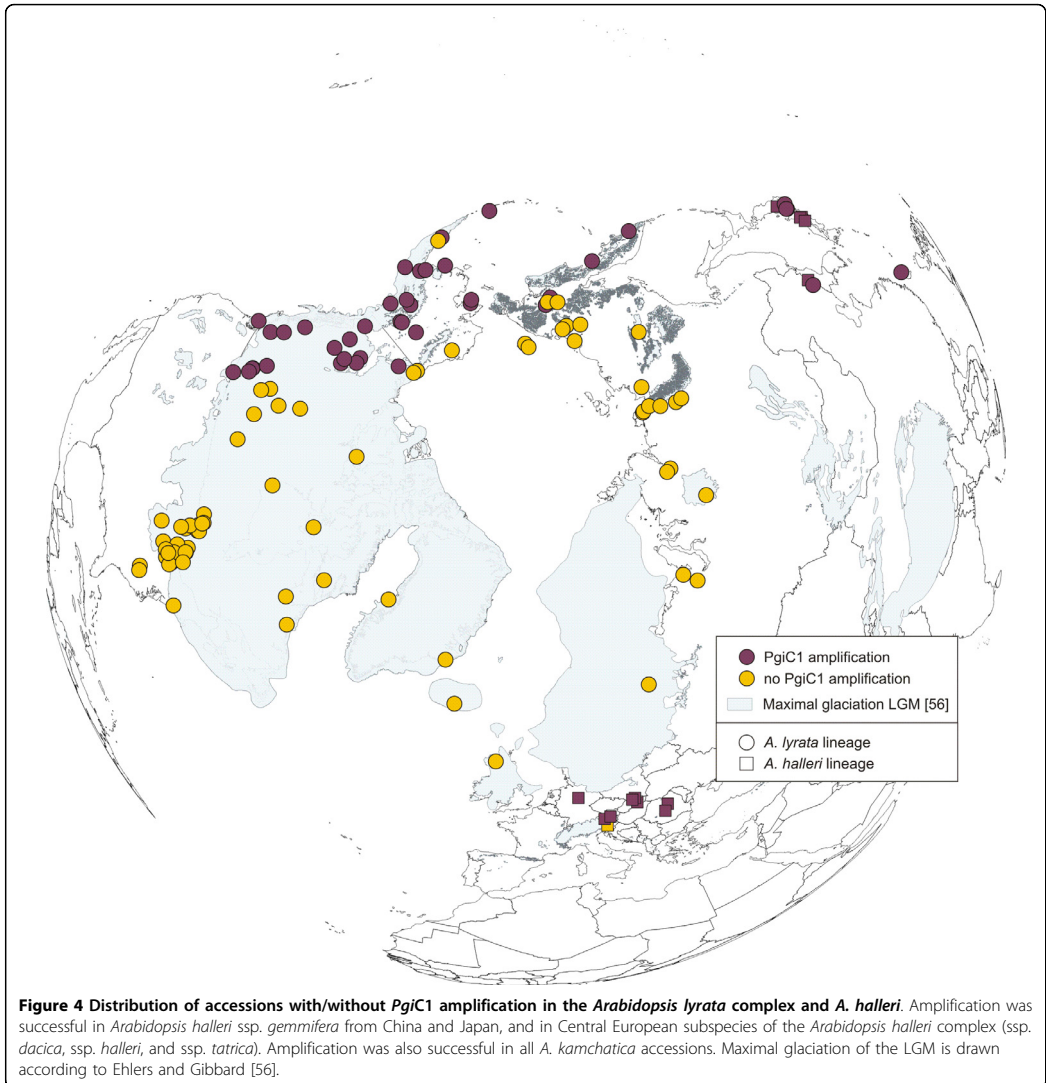 PgiC1 amplification
no PgiC1 amplification
Maximal glaciation LGM [56]
A. lyrata lineage
A. halleri lineage
Figure 4 Distribution of accessions with/without PgiC1 amplification in the Arabidopsis lyrata complex and A. halleri. Amplification was
successful in Arabidopsis halleri ssp. gemmifera from China and Japan, and in Central European subspecies of the Arabidopsis halleri complex (ssp.
dacica, ssp. halleri, and ssp. tatrica). Amplification was also successful in all A. kamchatica accessions. Maximal glaciation of the LGM is drawn
according to Ehlers and Gibbard [56].